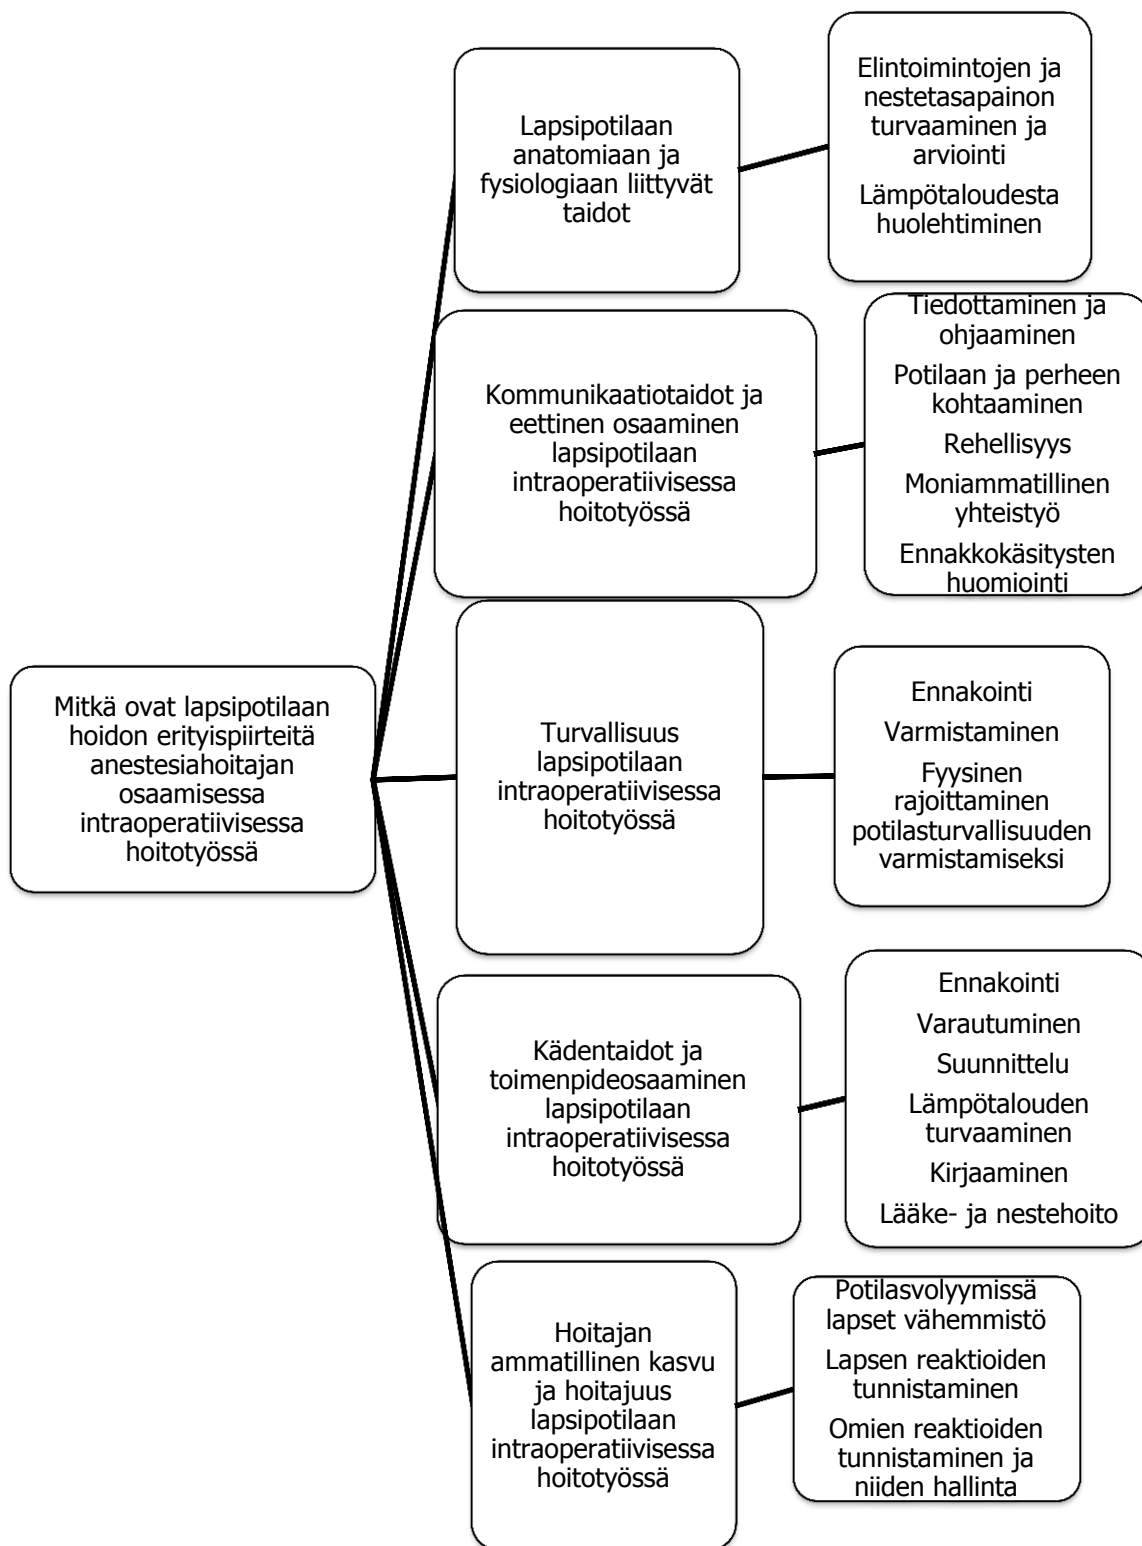 Mitkä ovat lapsipotilaan
hoidon erityispiirteitä
anestesiahoitajan
osaamisessa
intraoperatiivisessa
hoitotyössä
Lapsipotilaan
anatomiaan ja
fysiologiaan liittyvät
taidot
Elintoimintojen ja
nestetasapainon
turvaaminen ja
arviointi
Lämpötaloudesta
huolehtiminen
Kommunikaatiotaidot ja
eettinen osaaminen
lapsipotilaan
intraoperatiivisessa
hoitotyössä
Tiedottaminen ja
ohjaaminen
Potilaan ja perheen
kohtaaminen
Rehellisyys
Moniammatillinen
yhteistyö
Ennakkokäsitysten
huomiointi
Turvallisuus
lapsipotilaan
intraoperatiivisessa
hoitotyössä
Ennakointi
Varmistaminen
Fyysinen
rajoittaminen
potilasturvallisuuden
varmistamiseksi
Kädentaidot ja
toimenpideosaaminen
lapsipotilaan
intraoperatiivisessa
hoitotyössä
Ennakointi
Varautuminen
Suunnittelu
Lämpötalouden
turvaaminen
Kirjaaminen
Lääke- ja nestehoito
Hoitajan
ammatillinen kasvu
ja hoitajuus
lapsipotilaan
intraoperatiivisessa
hoitotyössä
Potilasvolyymissä
lapset vähemmistö
Lapsen reaktioiden
tunnistaminen
Omien reaktioiden
tunnistaminen ja
niiden hallinta